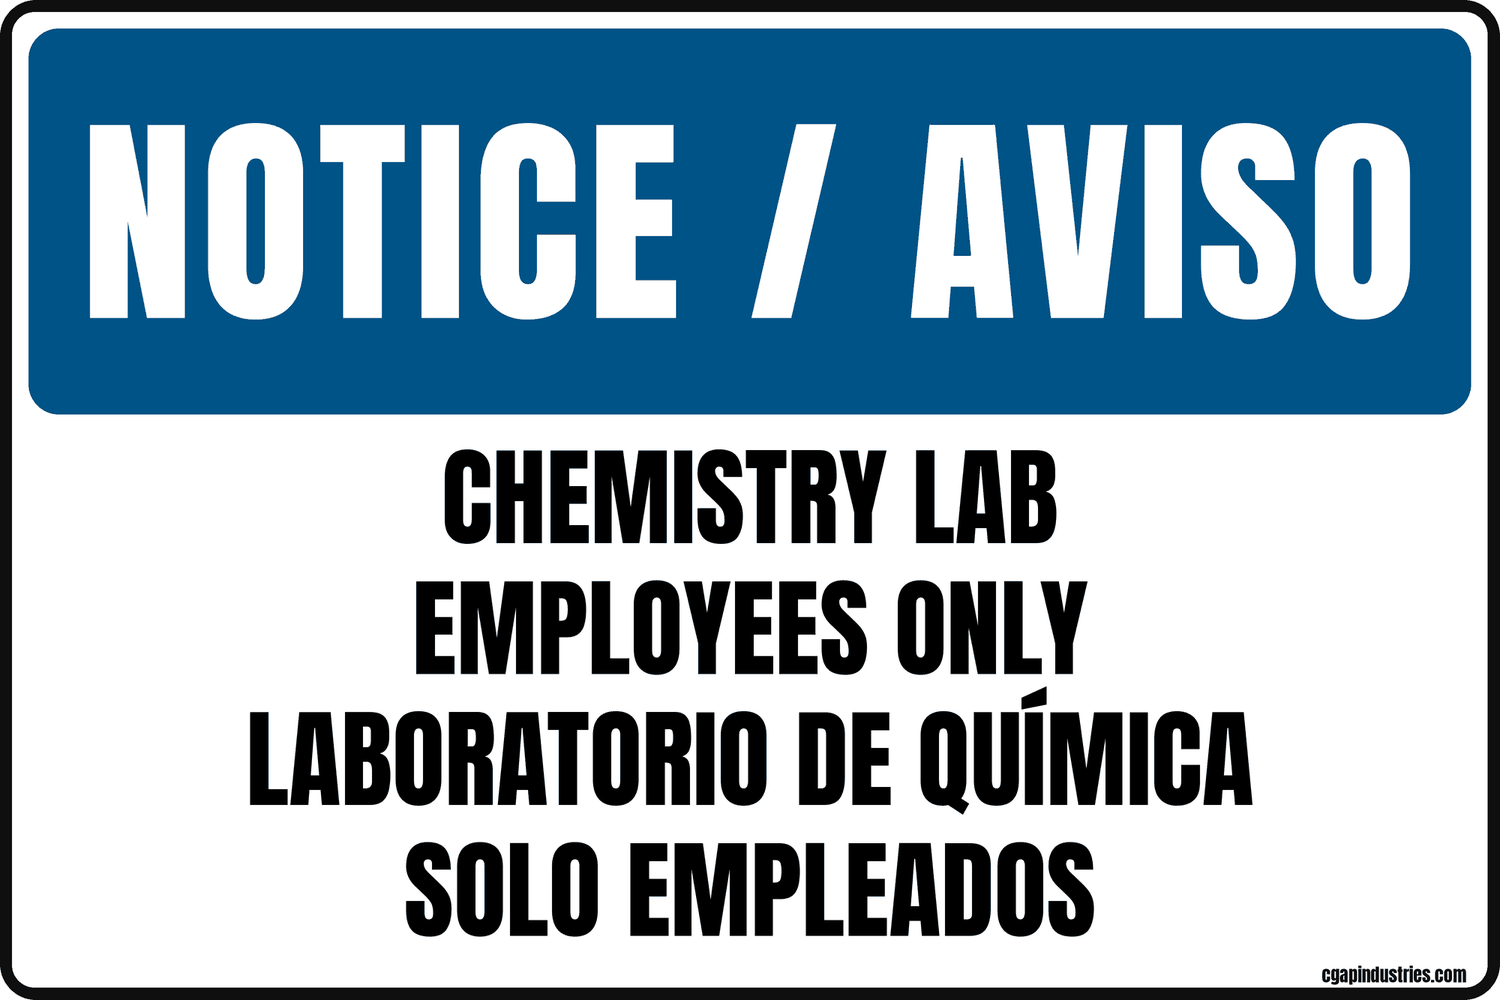 NOTICE / AVISO
CHEMISTRY LAB
EMPLOYEES ONLY
LABORATORIO DE QUÍMICA
SOLO EMPLEADOS
cgapindustries.com